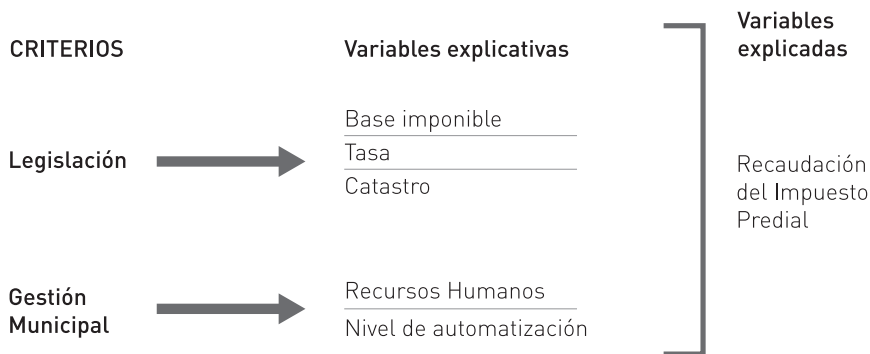 CRITERIOS
Variables explicativas
Variables
explicadas
Legislación
Base imponible
Tasa
Catastro
Recaudación
del Impuesto
Predial
Gestión
Municipal
Recursos Humanos
Nivel de automatización